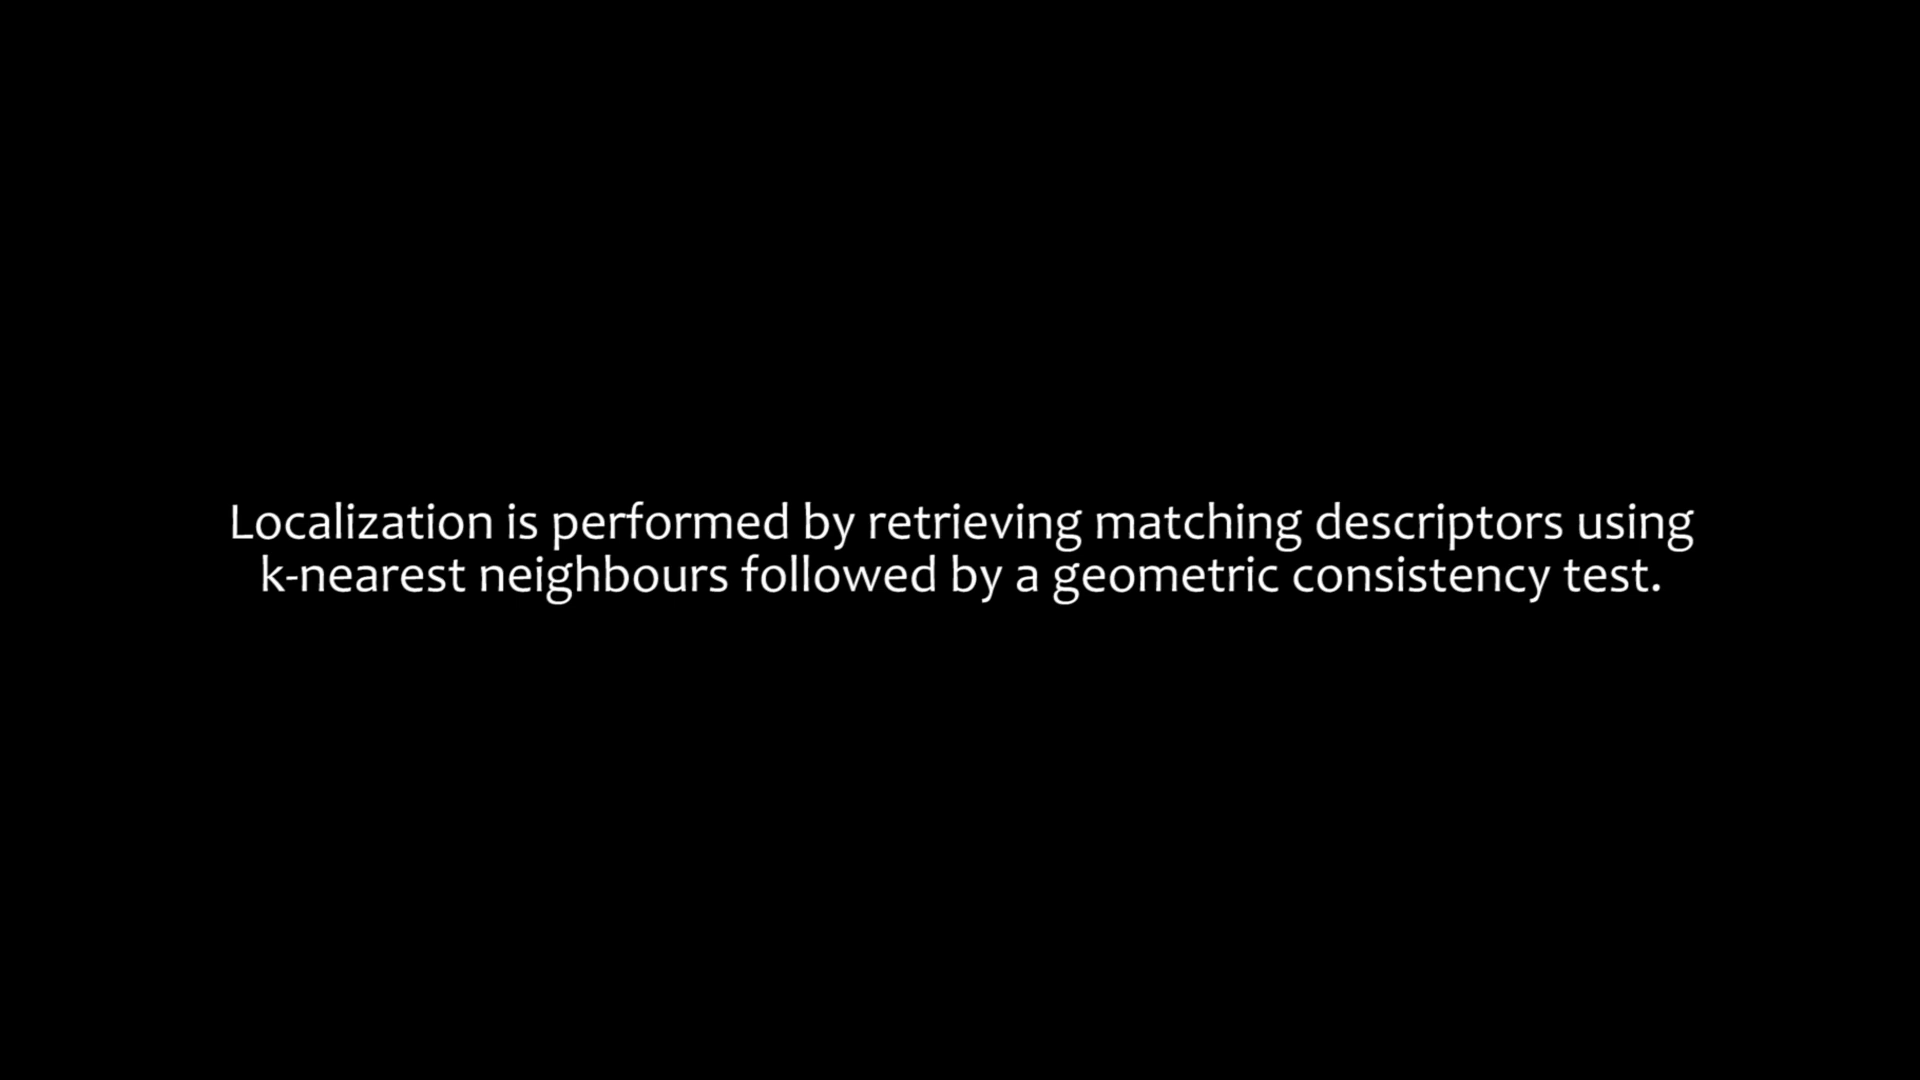 Localization is performed by retrieving matching descriptors using
k-nearest neighbours followed by a geometric consistency test.